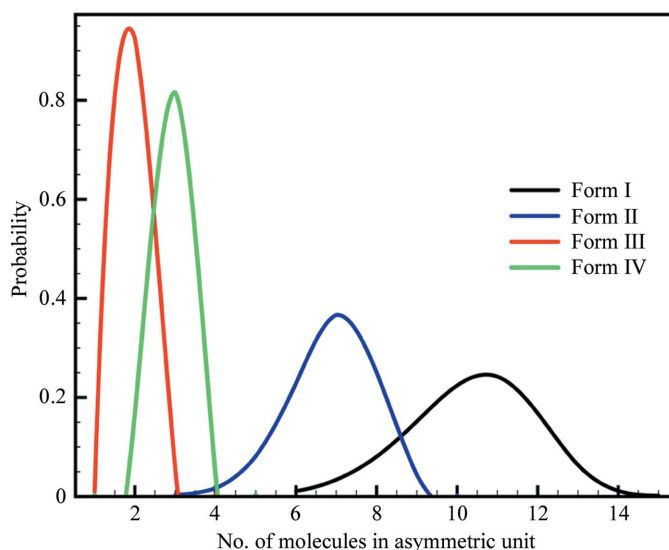 0.8
0.6
0.4
0.2
0
Probability
2
4
6
8
10
12
14
No. of molecules in asymmetric unit
Form I
Form II
Form III
Form IV